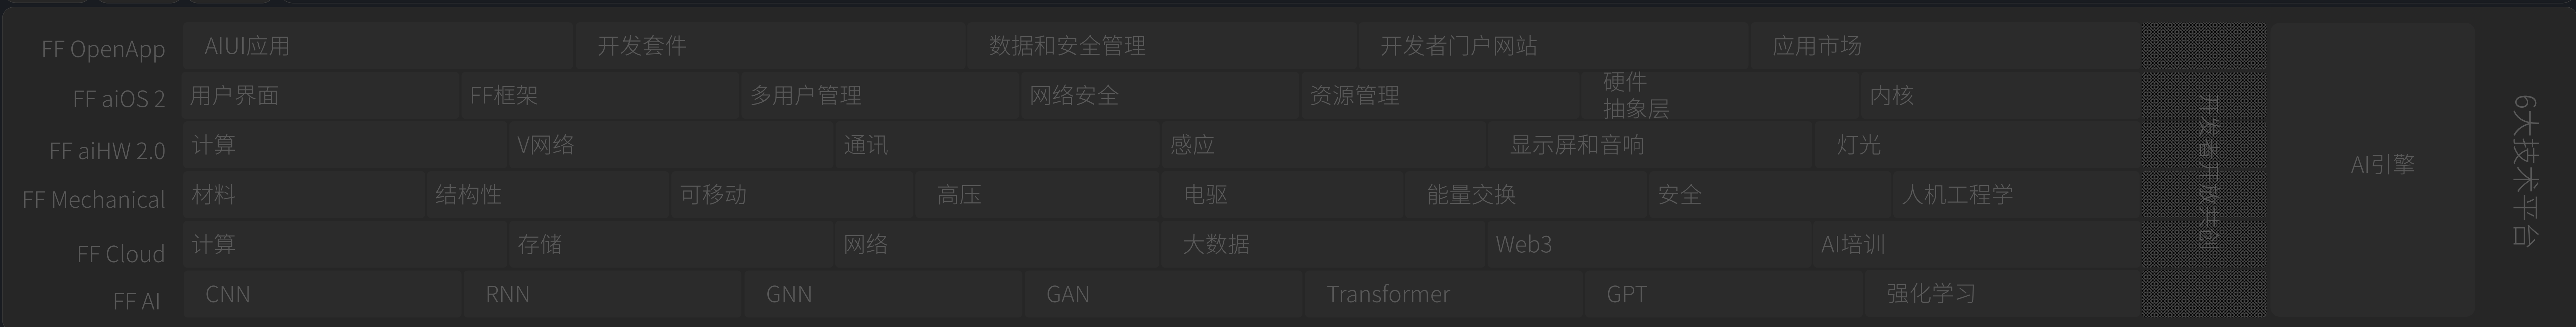 FF OpenApp AIUI应用 开发套件 数据和安全管理 开发者门户网站 应用市场
FF aiOS 2 用户界面 FF框架 多用户管理 网络安全 资源管理 硬件 内核
抽象层
FF aiHW 2.0 计算 V网络 通讯 感应 显示屏和音响 灯光
FF Mechanical 材料 结构性 可移动 高压 电驱 能量交换 安全 人机工程学
FF Cloud 计算 存储 网络 大数据 Web3 AI培训
FF AI CNN RNN GNN GAN Transformer GPT 强化学习
开发者开放共创
AI引擎
6大技术平台